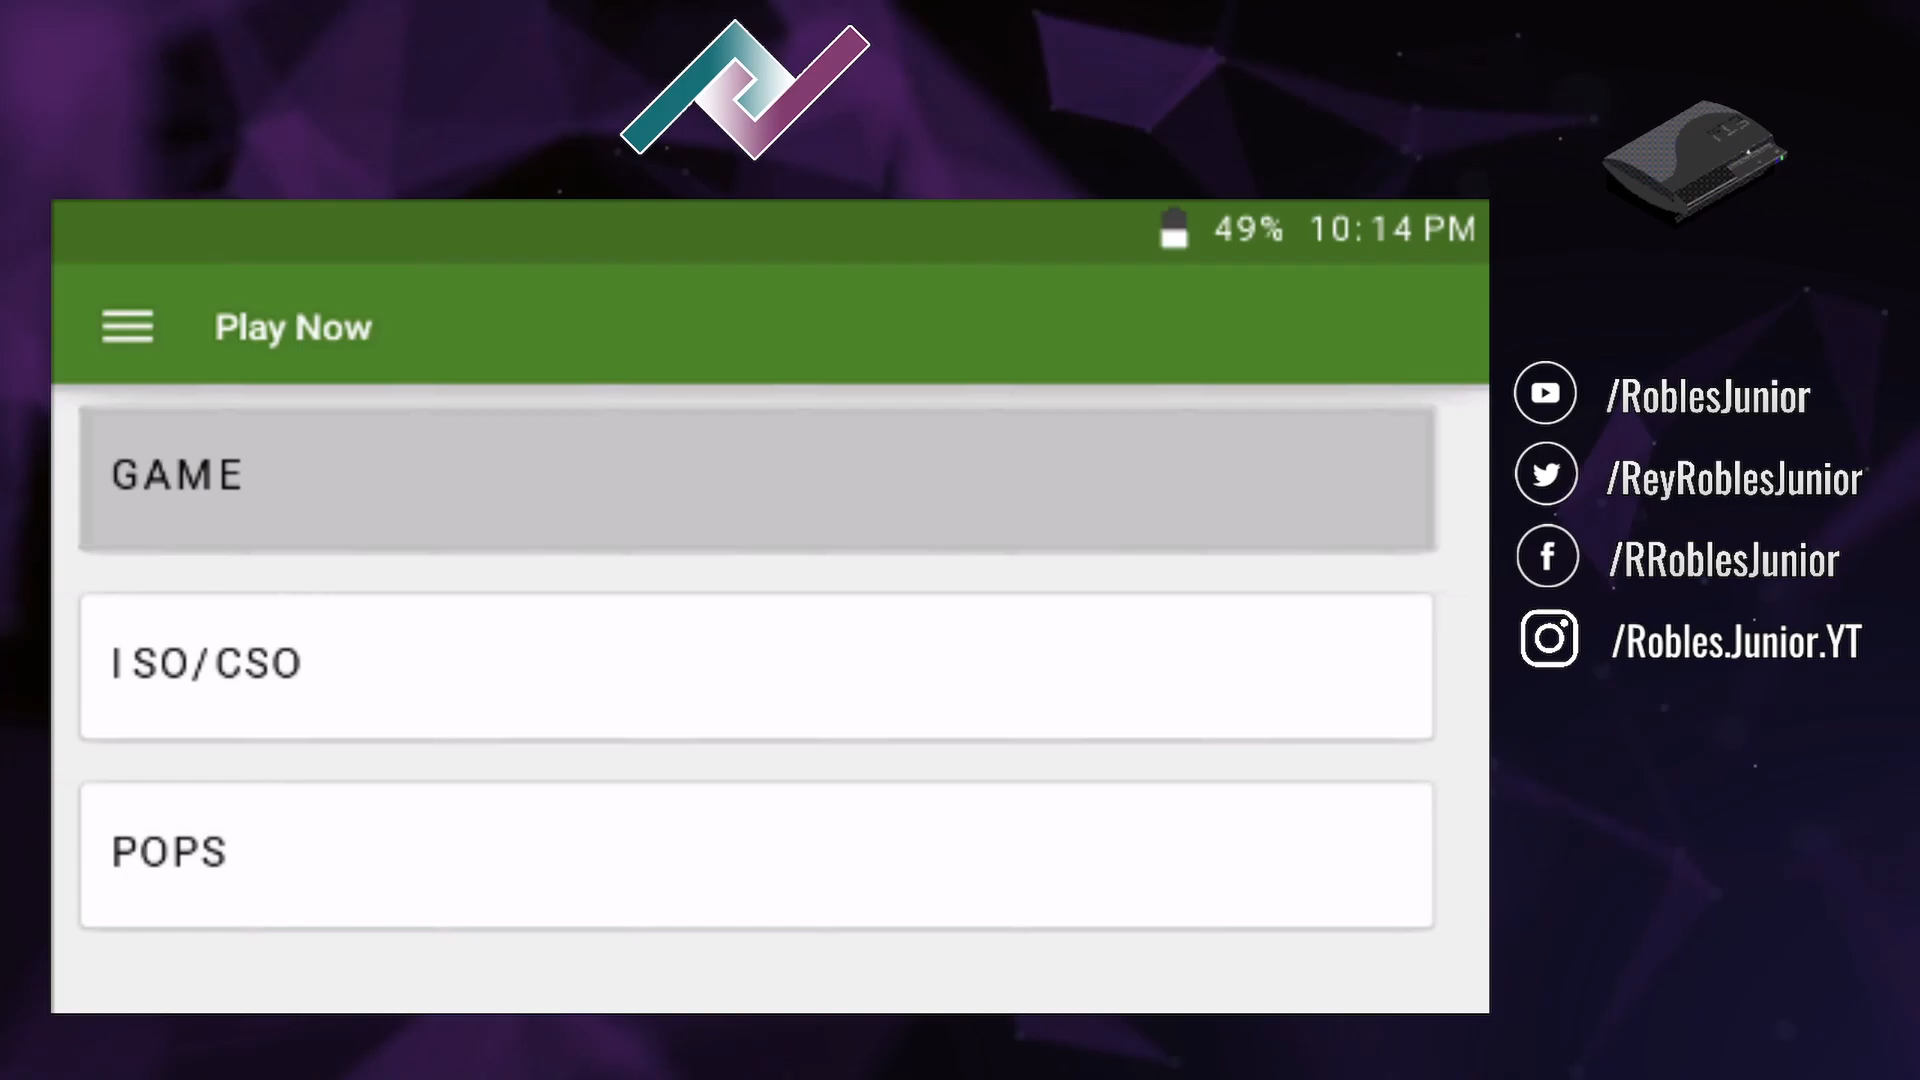 49% 10:14 PM
Play Now
GAME
ISO/CSO
POPS
/RoblesJunior
/ReyRoblesJunior
/RRoblesJunior
/Robles.Junior.YT